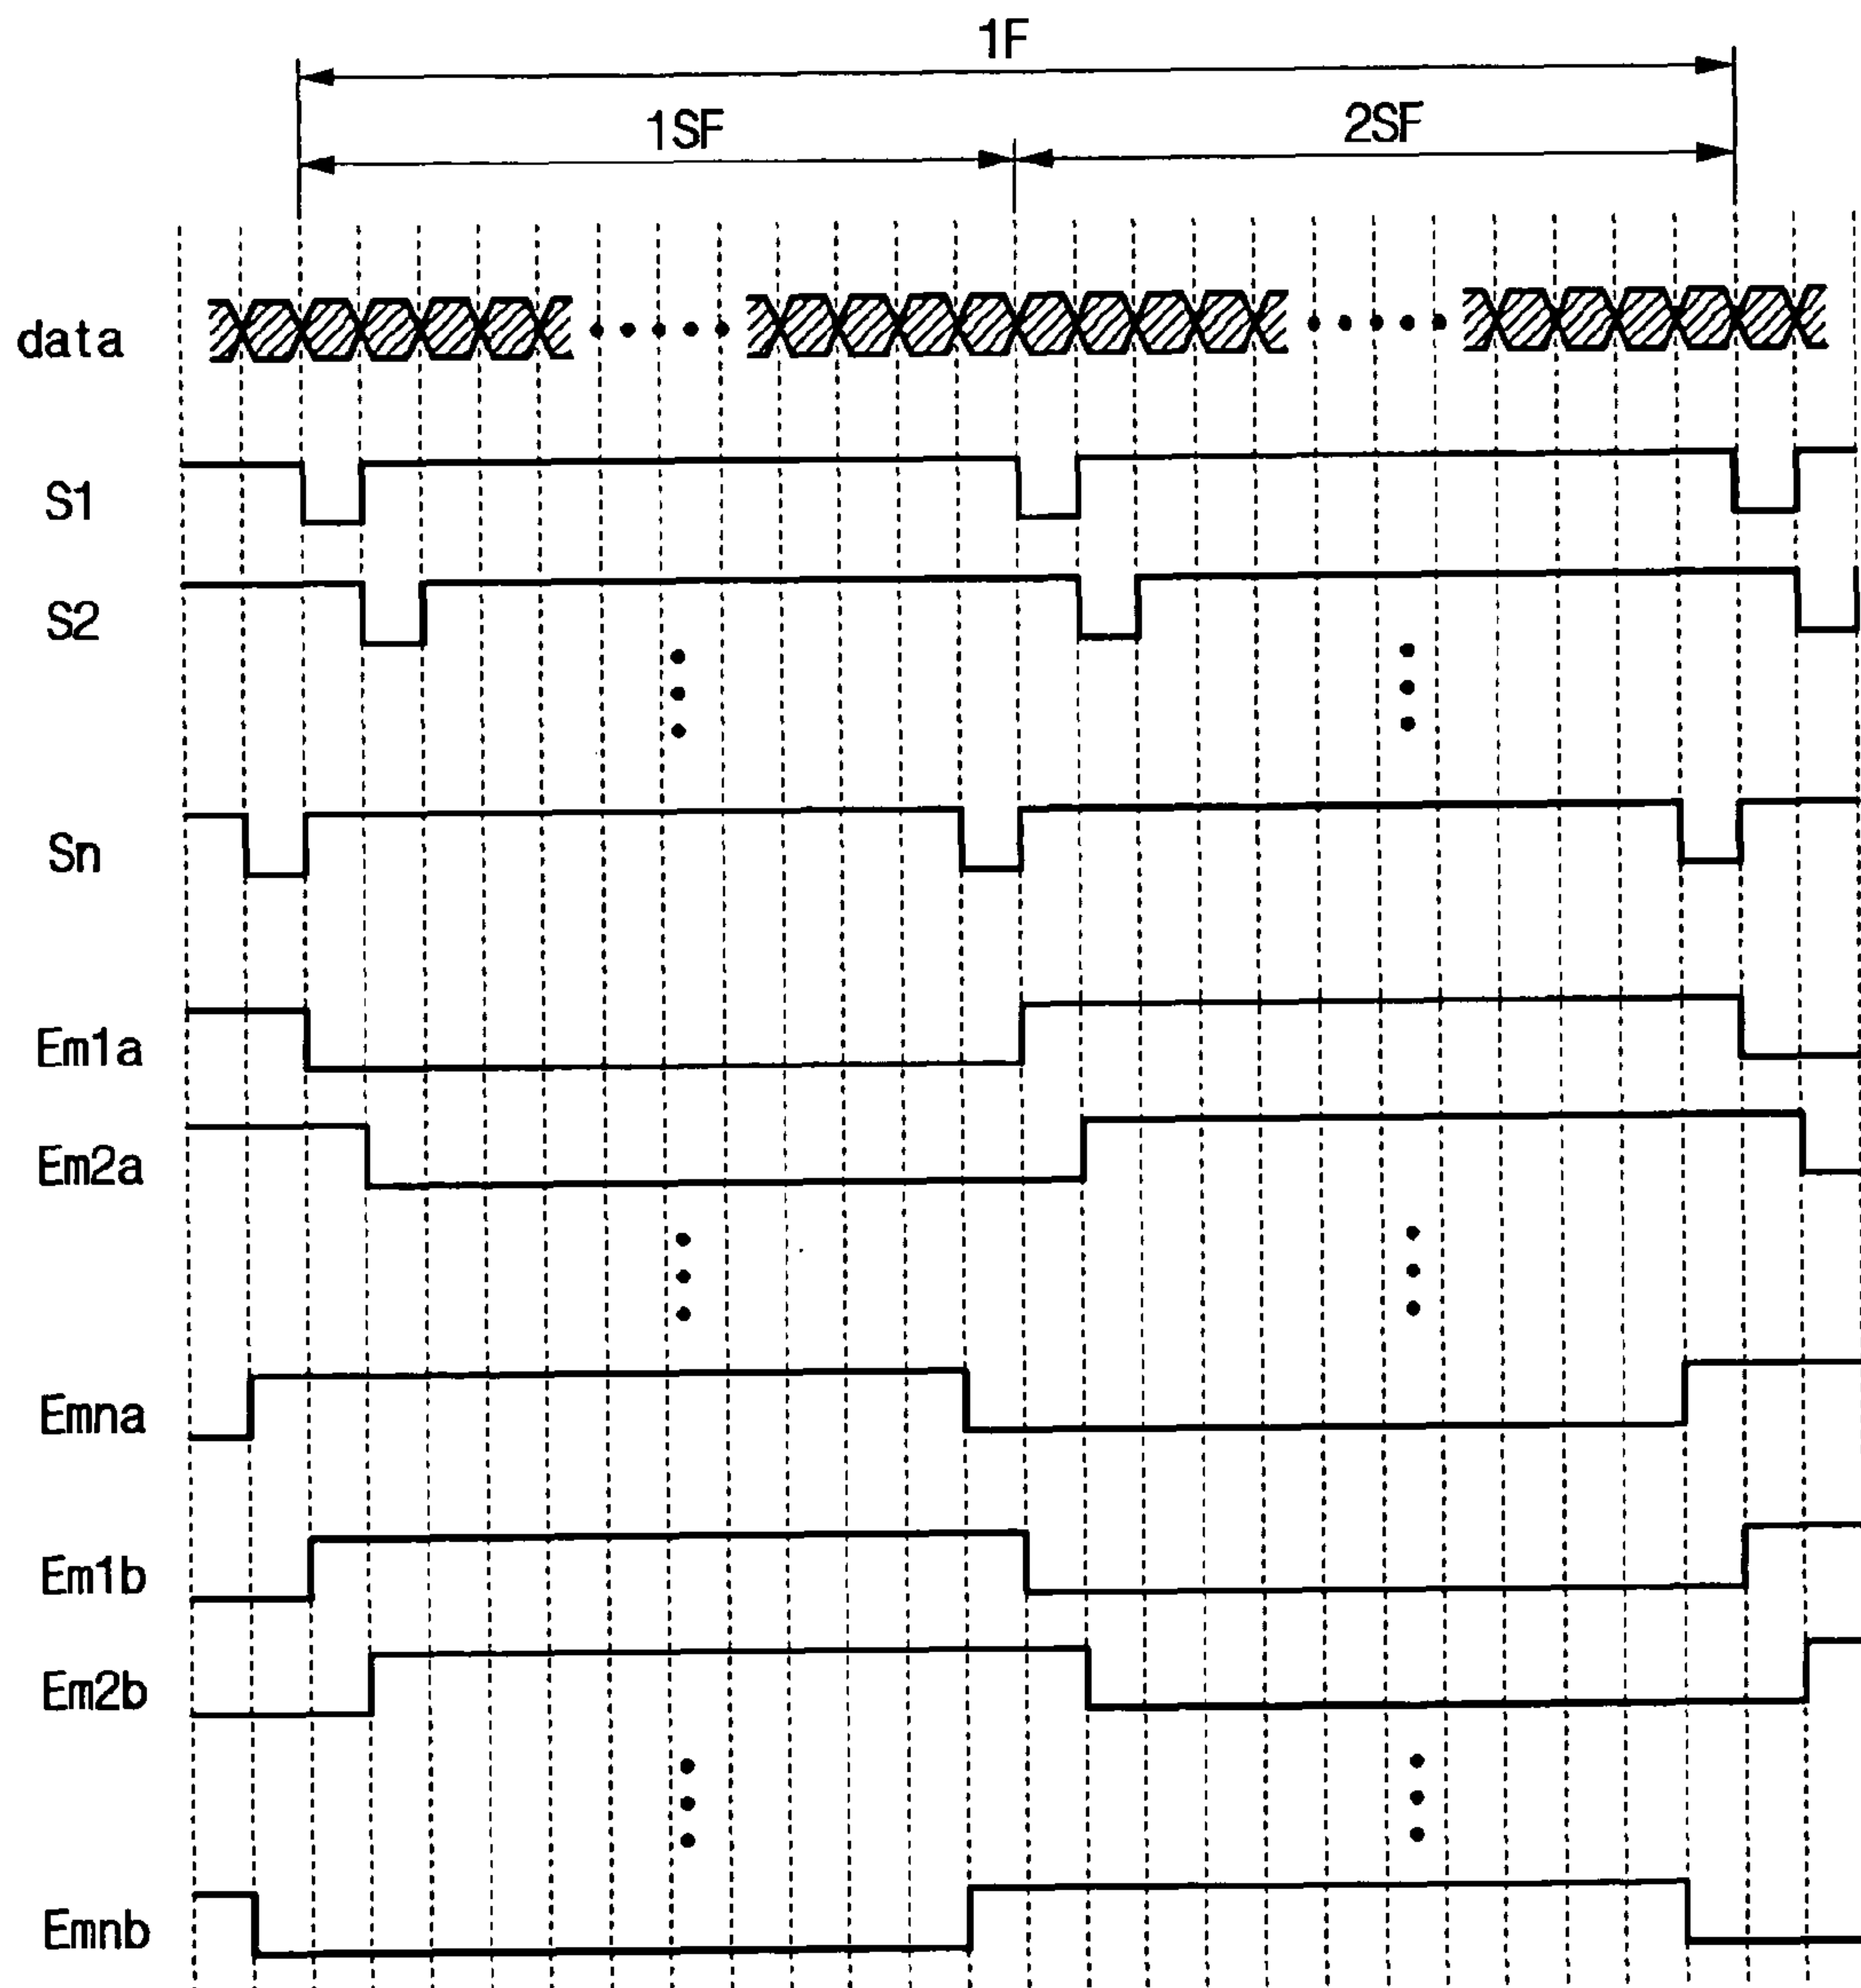 1F
1SF
2SF
data
S1
S2
Sn
Em1a
Em2a
Emna
Em1b
Em2b
Emnb